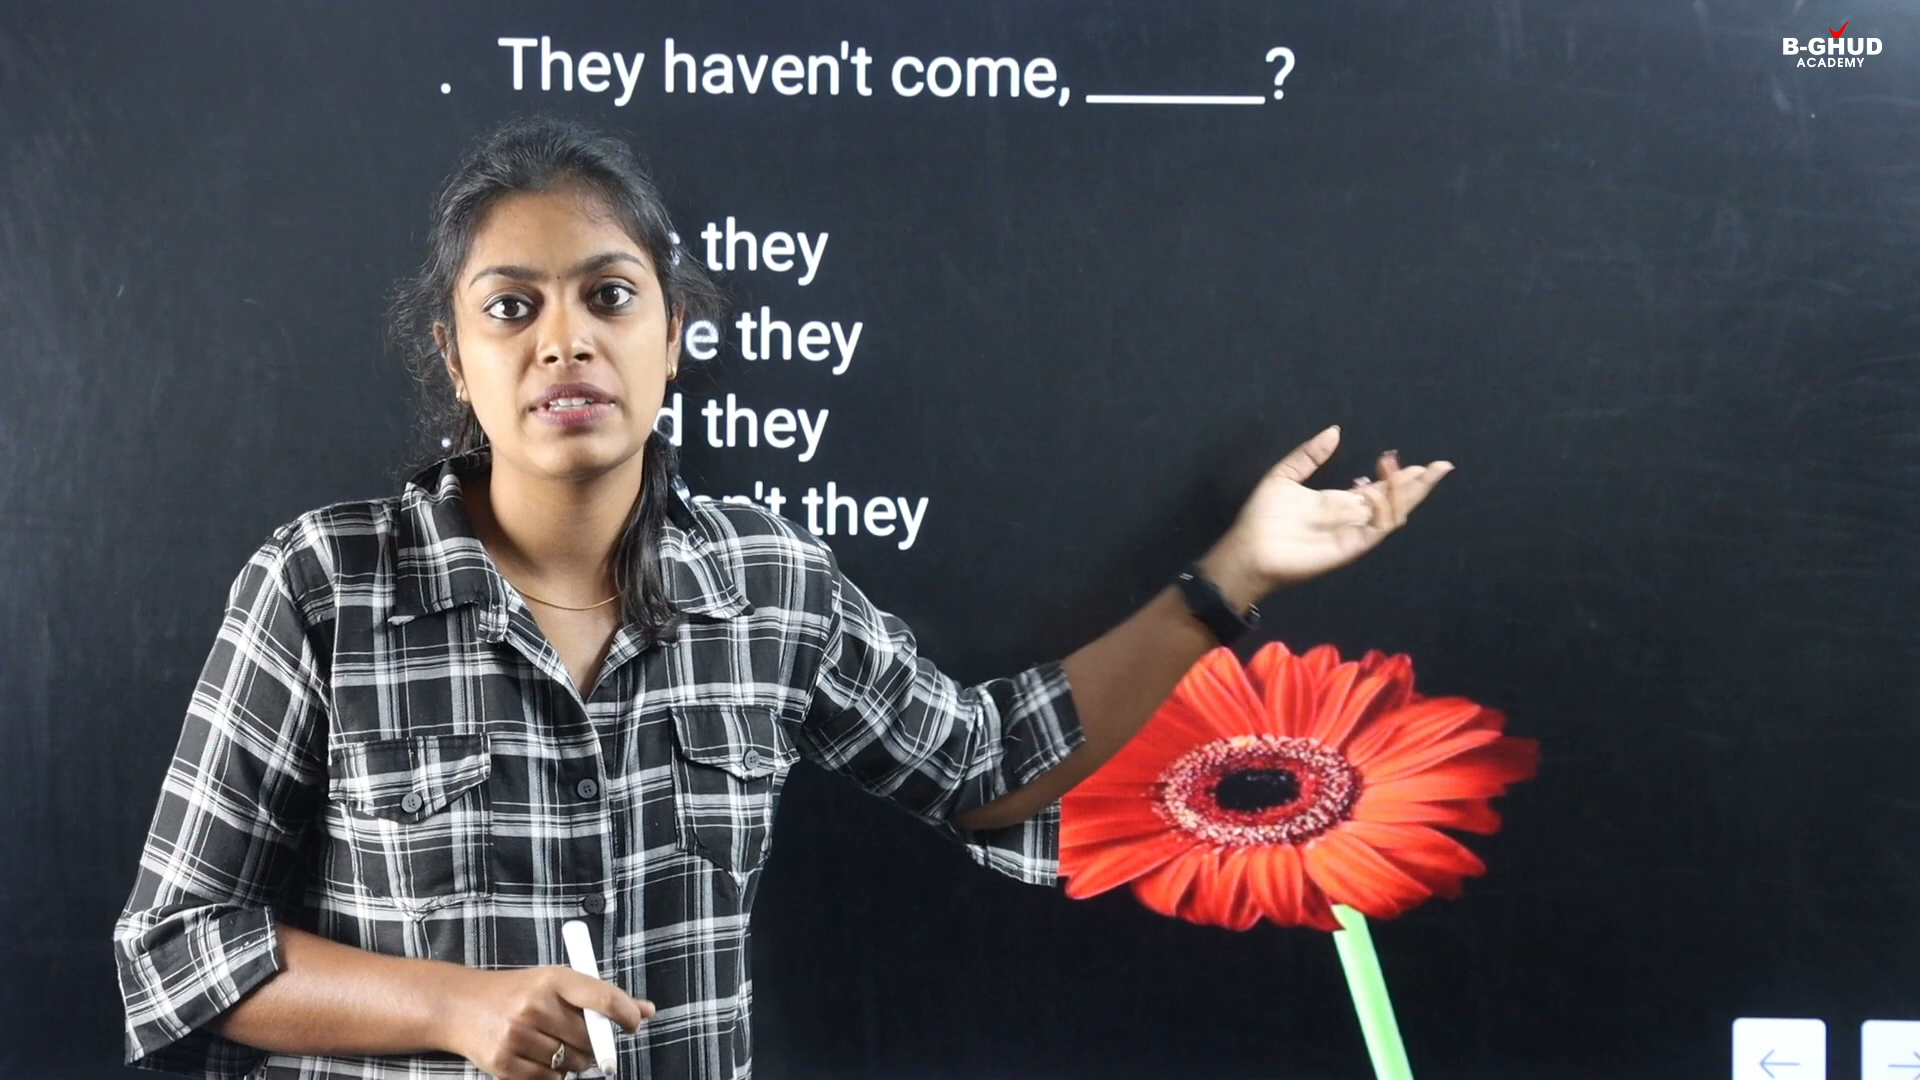 B-GHUD
ACADEMY
. They haven't come, ______?
they
they
they
they